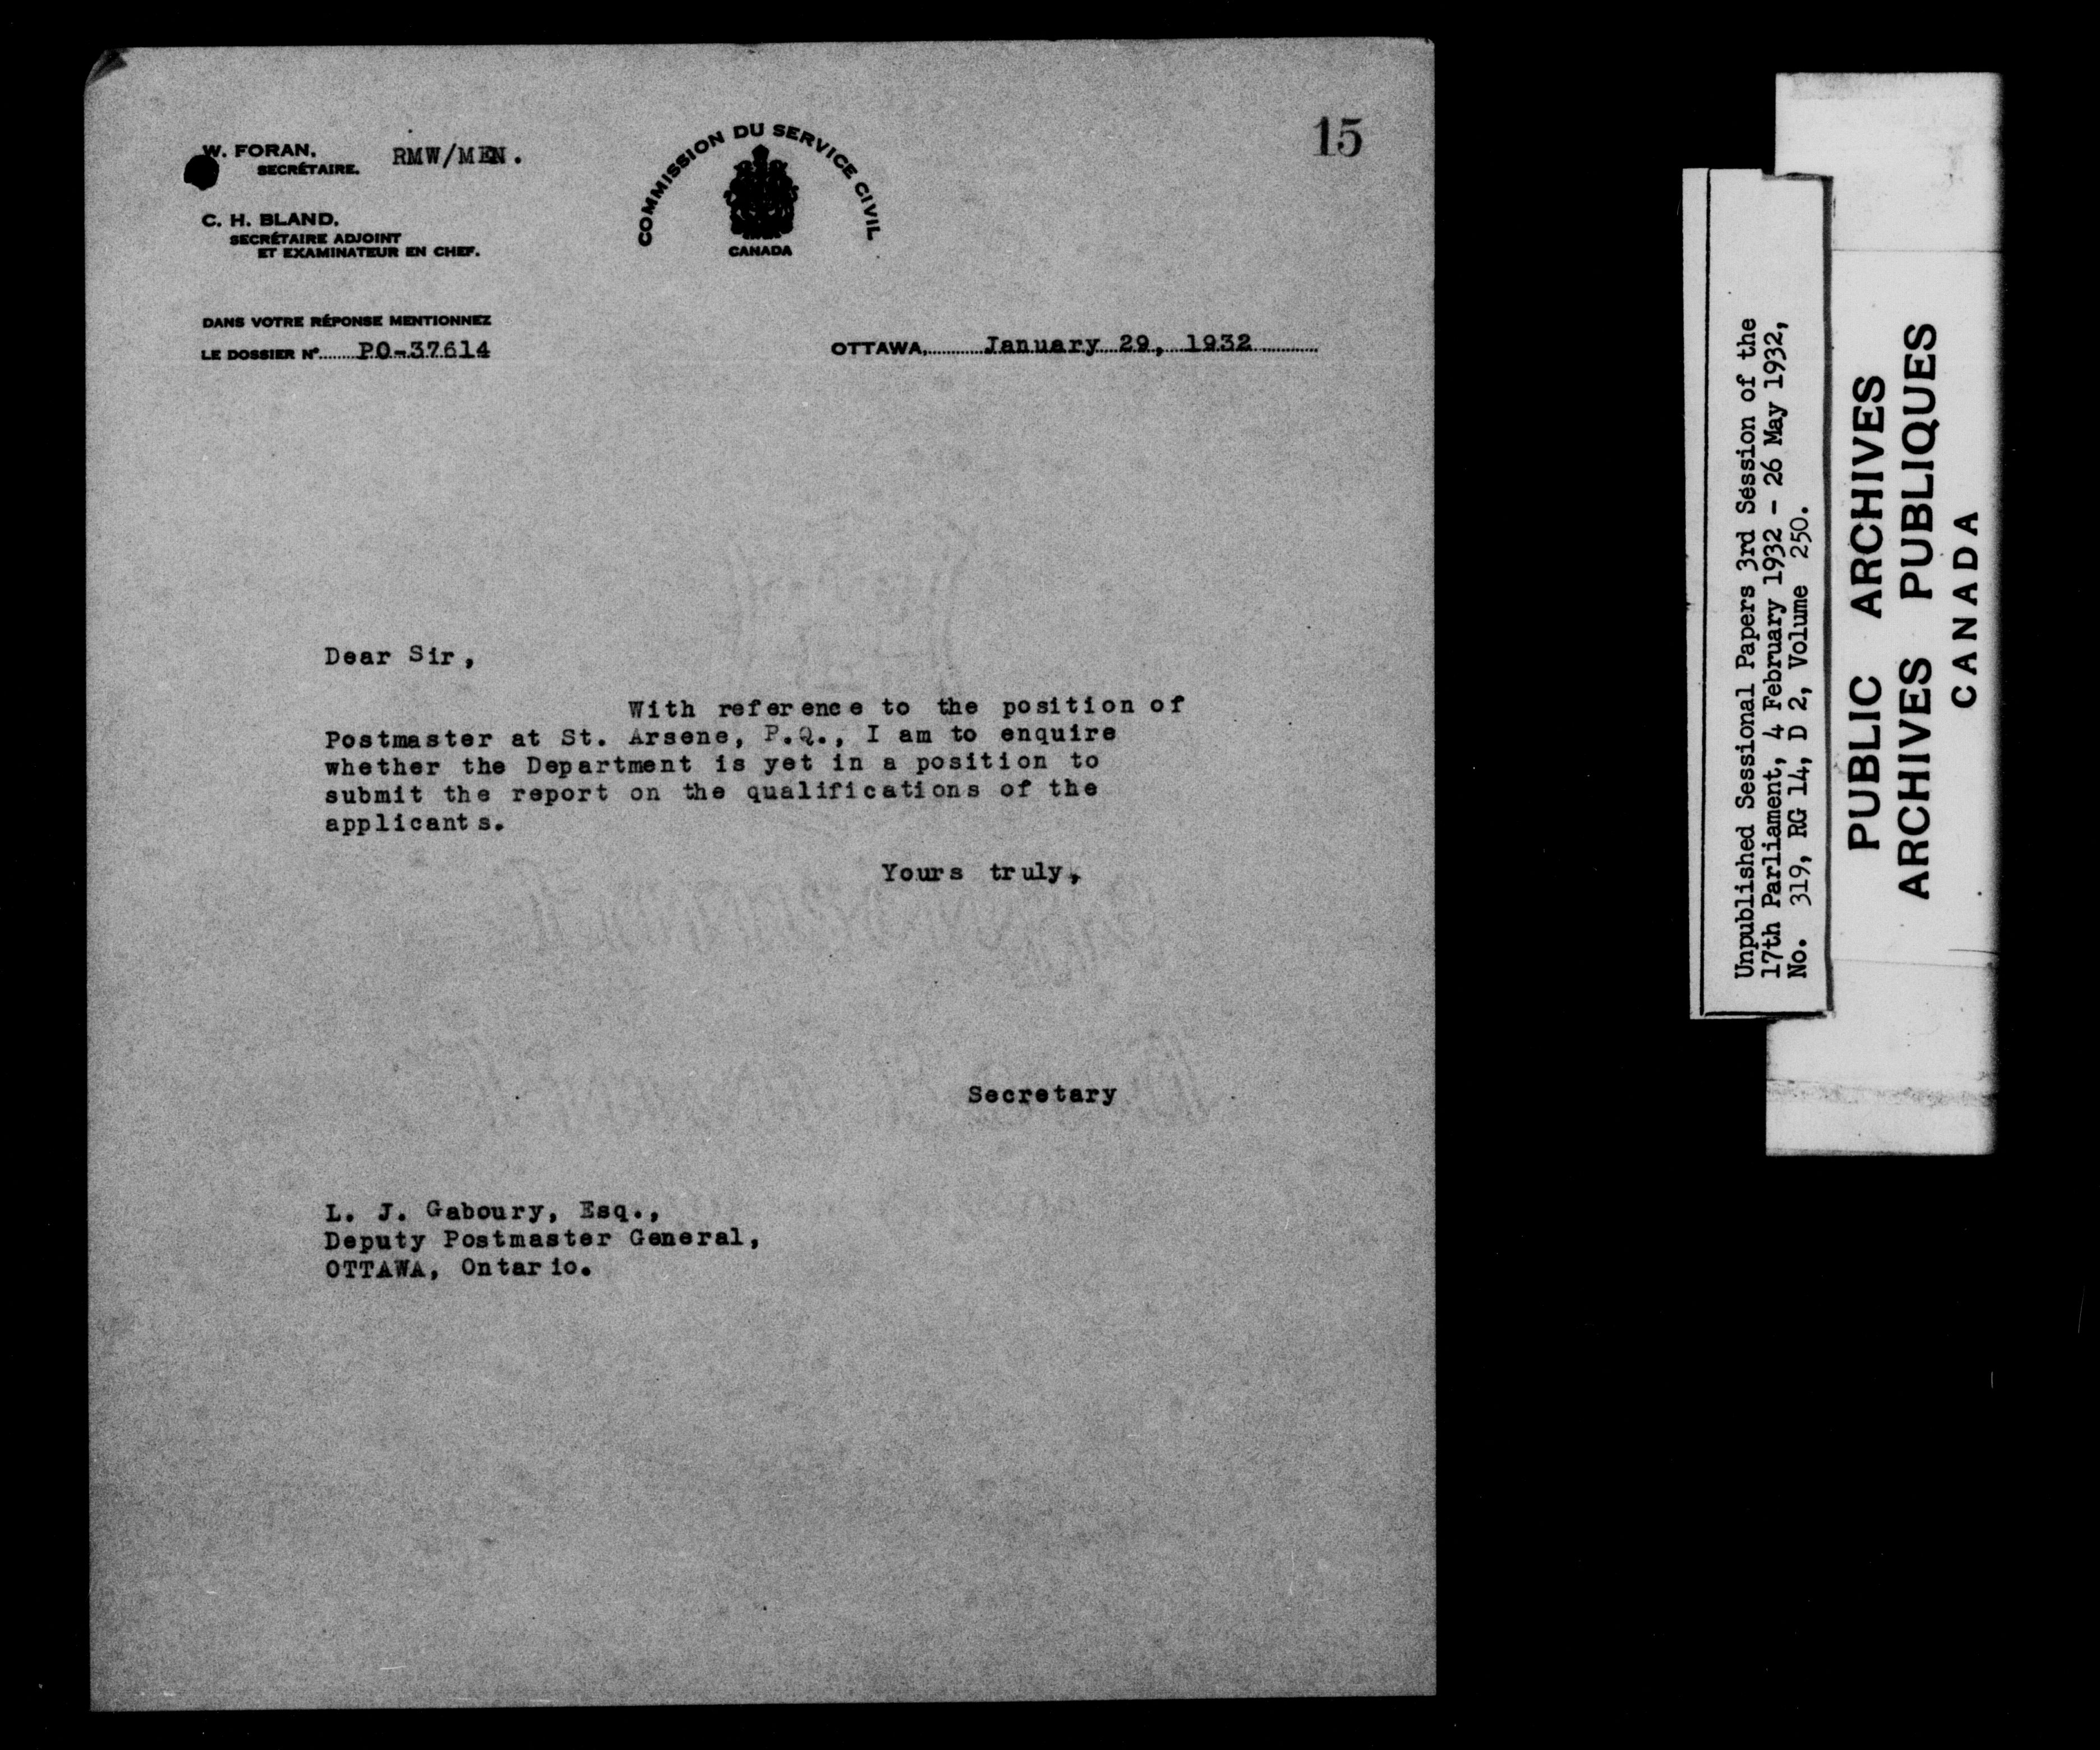 15
W. FORAN,
SECRÉTAIRE.
RMW/MEN.
C. H. BLAND,
SECRÉTAIRE ADJOINT
ET EXAMINATEUR EN CHEF.
COMMISSION DU SERVICE CIVIL
CANADA
DANS VOTRE RÉPONSE MENTIONNEZ
LE DOSSIER No. PO-37614
OTTAWA, January 29, 1932
Dear Sir,
With reference to the position of
Postmaster at St. Arsene, P.Q., I am to enquire
whether the Department is yet in a position to
submit the report on the qualifications of the
applicants.
Yours truly,
Secretary
L. J. Gaboury, Esq.,
Deputy Postmaster General,
OTTAWA, Ontario.
Unpublished Sessional Papers 3rd Session of the
17th Parliament, 4 February 1932 - 26 May 1932,
No. 319, RG 14, D 2, Volume 250.
PUBLIC ARCHIVES
ARCHIVES PUBLIQUES
CANADA